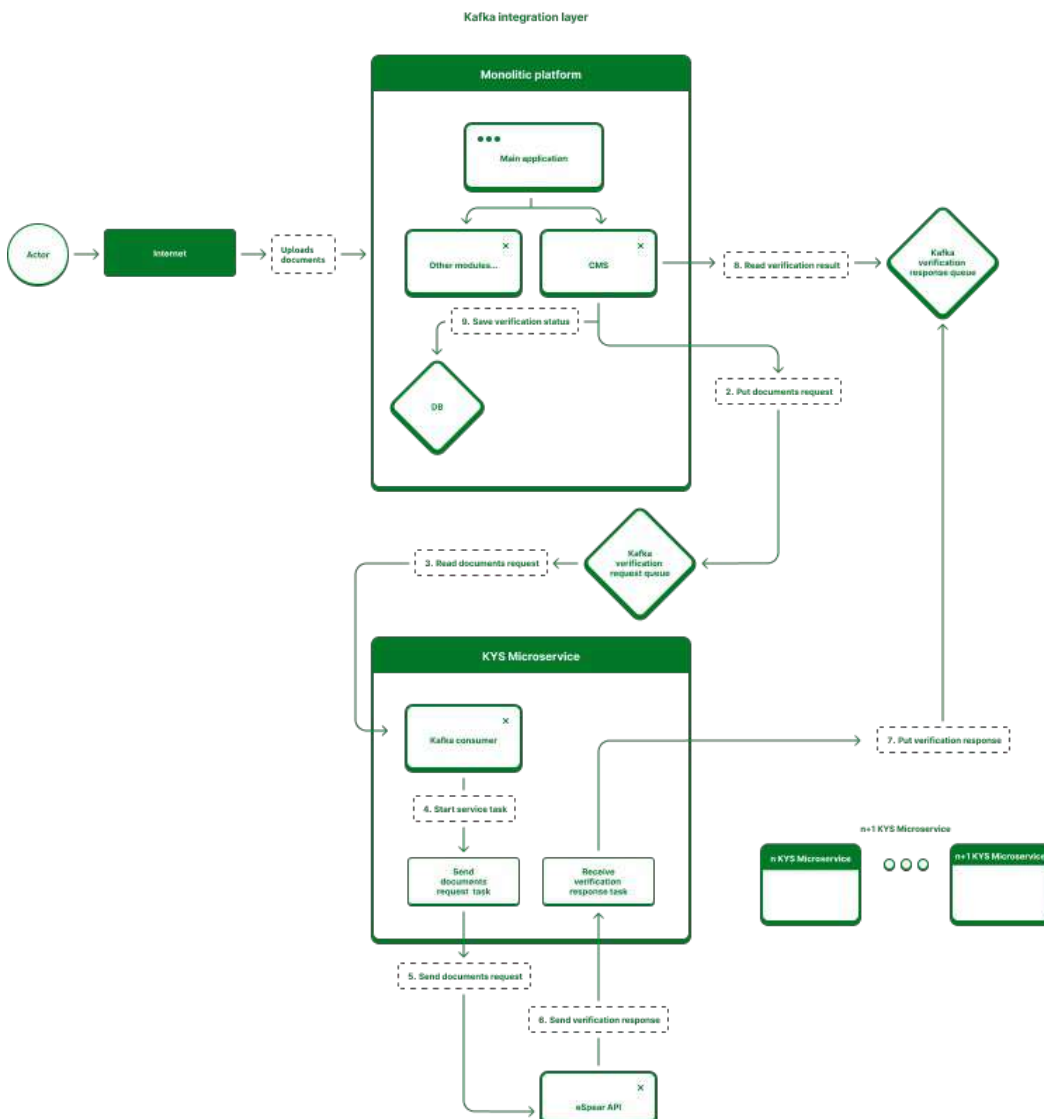 Kafka integration layer
Monolitic platform
Main application
Actor
Internet
Uploads
documents
Other modules...
CMS
8. Read verification result
Kafka
verification
response queue
9. Save verification status
DB
2. Put documents request
3. Read documents request
Kafka
verification
request queue
KYS Microservice
Kafka consumer
7. Put verification response
4. Start service task
n+1 KYS Microservice
n KYS Microservice
n+1 KYS Microservice
Send
documents
request task
Receive
verification
response task
5. Send documents request
6. Send verification response
eSpear API